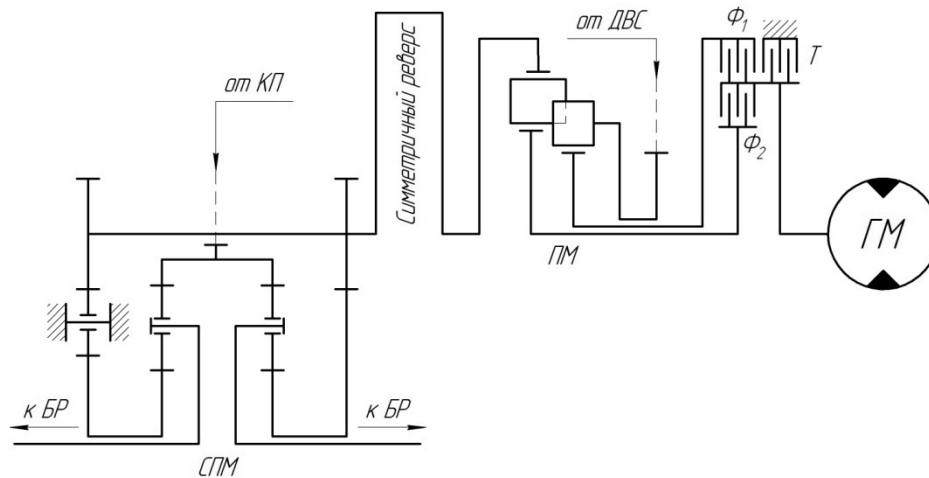 от КП
Симметричный реверс
от ДВС
Ф₁
Т
Ф₂
ГМ
ПМ
к БР
к БР
СПМ